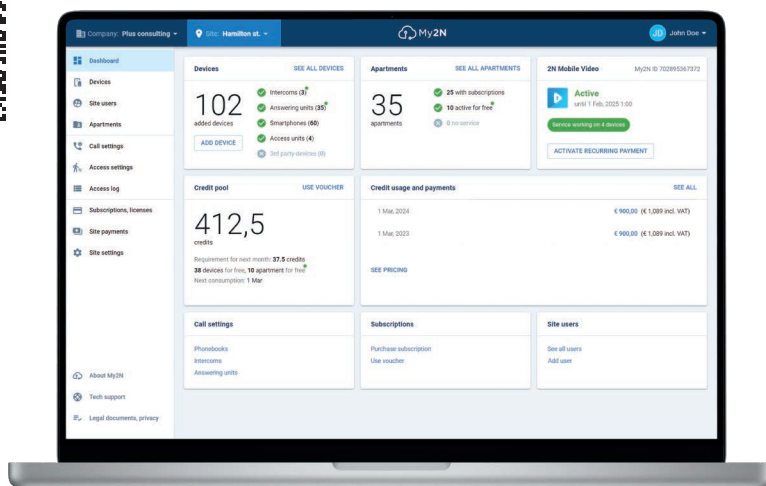 Company: Plus consulting
Site: Hamilton st.
My2N
JD
John Doe
Dashboard
Devices
Site users
Apartments
Call settings
Access settings
Access log
Subscriptions, licenses
Site payments
Site settings
About My2N
Tech support
Legal documents, privacy
Devices
SEE ALL DEVICES
102
added devices
ADD DEVICE
Intercoms (3)
Answering units (35)
Smartphones (60)
Access units (4)
3rd party devices (0)
Apartments
SEE ALL APARTMENTS
35
apartments
25 with subscriptions
10 active for free
0 no service
2N Mobile Video
My2N ID 702895367372
Active
until 1 Feb, 2025 1:00
Service working on 4 devices
ACTIVATE RECURRING PAYMENT
Credit pool
USE VOUCHER
412,5
credits
Requirement for next month: 37.5 credits
38 devices for free, 10 apartment for free
Next consumption: 1 Mar
Credit usage and payments
SEE ALL
1 Mar, 2024
€ 900,00 (€ 1,089 incl. VAT)
1 Mar, 2023
€ 900,00 (€ 1,089 incl. VAT)
SEE PRICING
Call settings
Phonebooks
Intercoms
Answering units
Subscriptions
Purchase subscription
Use voucher
Site users
See all users
Add user